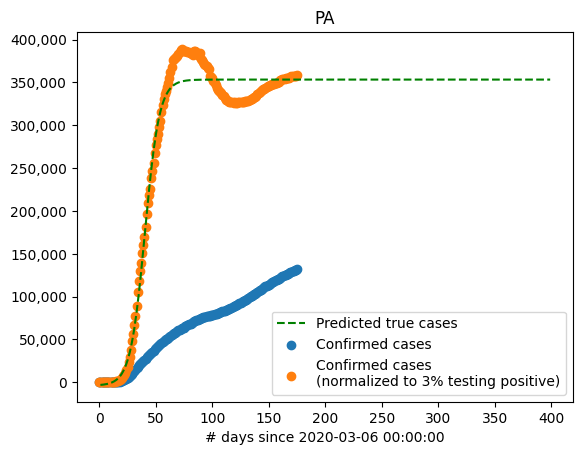 PA
400,000
350,000
300,000
250,000
200,000
150,000
100,000
50,000
0
Predicted true cases
Confirmed cases
Confirmed cases
(normalized to 3% testing positive)
0 50 100 150 200 250 300 350 400
# days since 2020-03-06 00:00:00